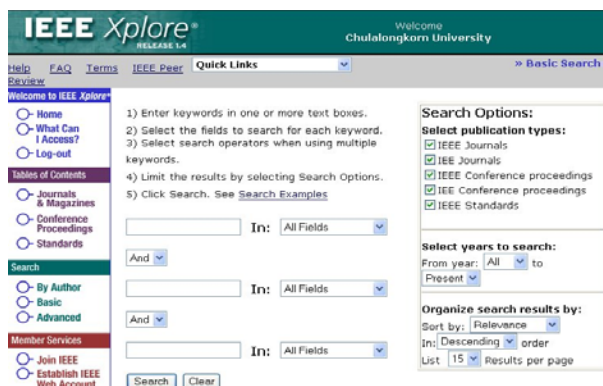 IEEE Xplore®
RELEASE 1.4
Welcome
Chulalongkorn University
Help FAQ Terms IEEE Peer
Review
Quick Links
» Basic Search
Welcome to IEEE Xplore®
Home
What Can
I Access?
Log-out
Tables of Contents
Journals
& Magazines
Conference
Proceedings
Standards
Search
By Author
Basic
Advanced
Member Services
Join IEEE
Establish IEEE
Web Account
1) Enter keywords in one or more text boxes.
2) Select the fields to search for each keyword.
3) Select search operators when using multiple
keywords.
4) Limit the results by selecting Search Options.
5) Click Search. See Search Examples
In: All Fields
And
In: All Fields
And
In: All Fields
Search Clear
Search Options:
Select publication types:
IEEE Journals
IEE Journals
IEEE Conference proceedings
IEE Conference proceedings
IEEE Standards
Select years to search:
From year: All to
Present
Organize search results by:
Sort by: Relevance
In: Descending order
List 15 Results per page